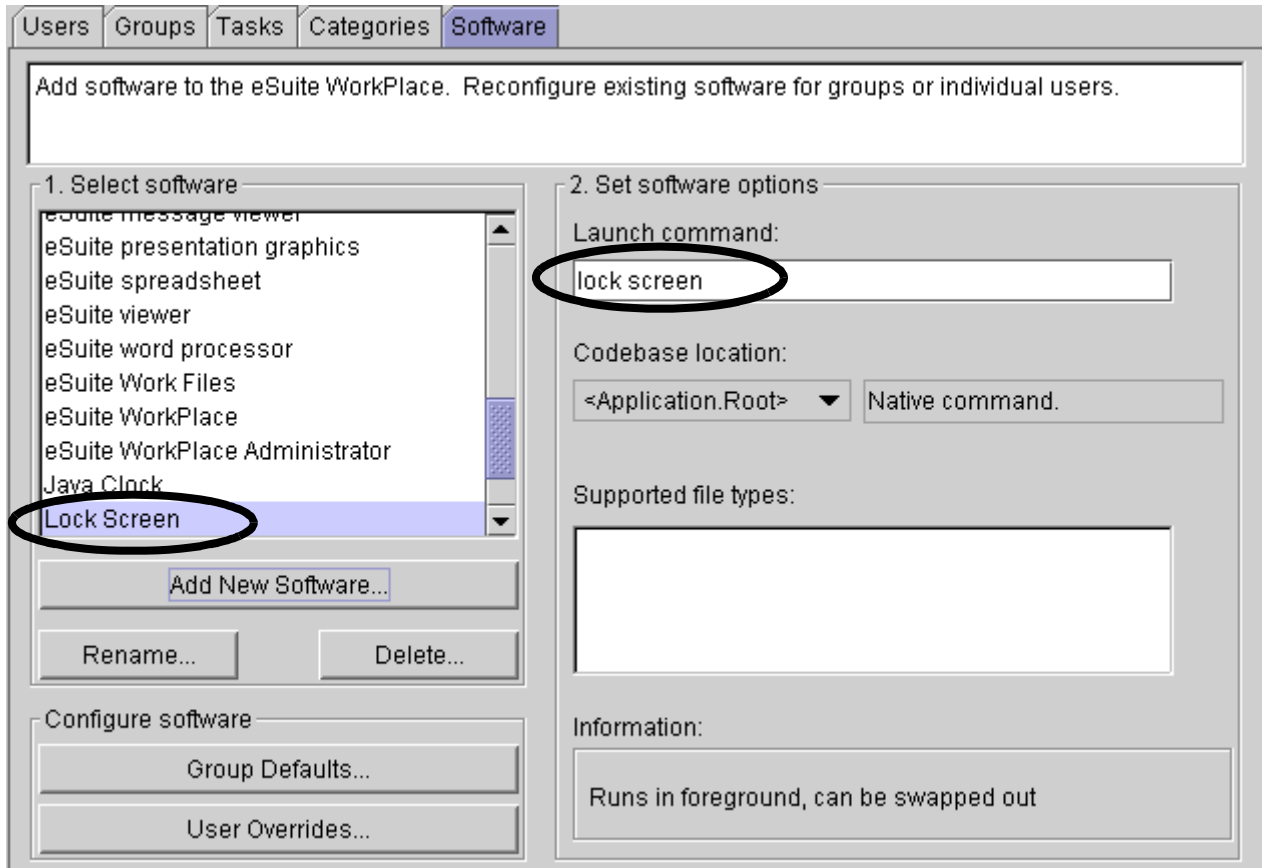 Users Groups Tasks Categories Software
Add software to the eSuite WorkPlace. Reconfigure existing software for groups or individual users.
1. Select software
eSuite message viewer
eSuite presentation graphics
eSuite spreadsheet
eSuite viewer
eSuite word processor
eSuite Work Files
eSuite WorkPlace
eSuite WorkPlace Administrator
Java Clock
Lock Screen
Add New Software...
Rename... Delete...
Configure software
Group Defaults...
User Overrides...
2. Set software options
Launch command:
lock screen
Codebase location:
<Application.Root> Native command.
Supported file types:
Information:
Runs in foreground, can be swapped out